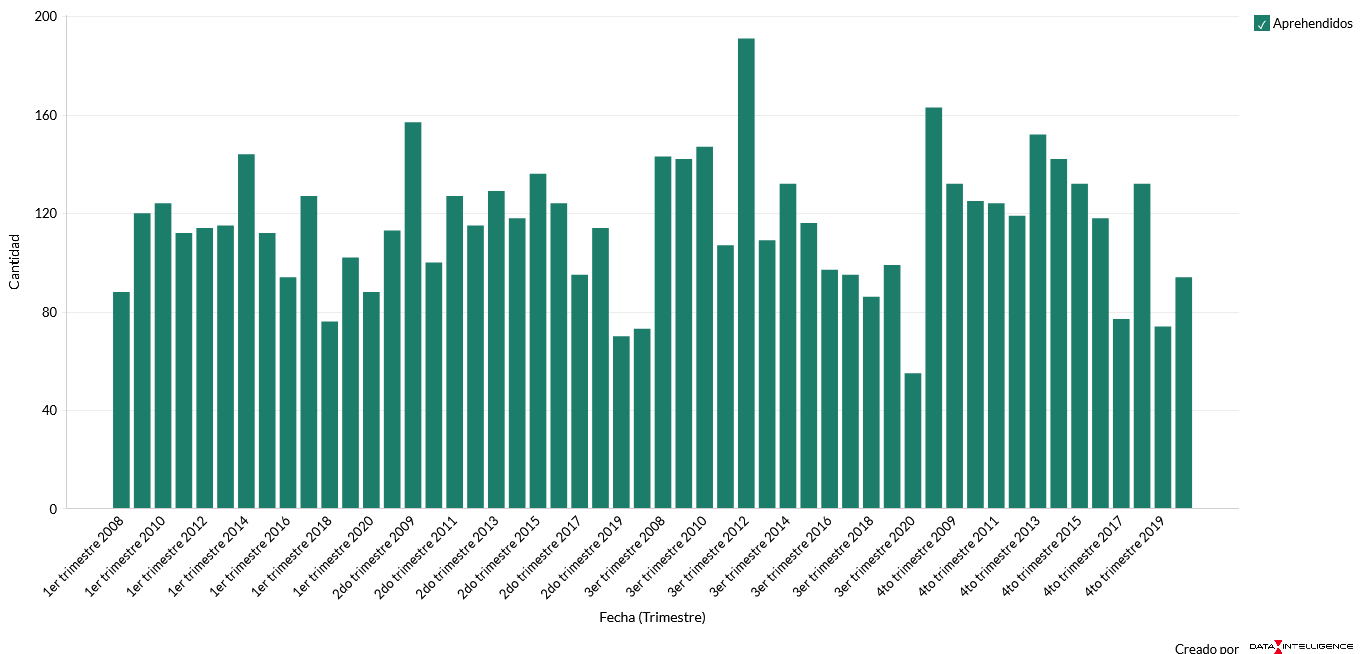 200
160
120
80
40
0
Cantidad
✓ Aprehendidos
1er trimestre 2008
1er trimestre 2010
1er trimestre 2012
1er trimestre 2014
1er trimestre 2016
1er trimestre 2018
1er trimestre 2020
2do trimestre 2009
2do trimestre 2011
2do trimestre 2013
2do trimestre 2015
2do trimestre 2017
2do trimestre 2019
3er trimestre 2008
3er trimestre 2010
3er trimestre 2012
3er trimestre 2014
3er trimestre 2016
3er trimestre 2018
3er trimestre 2020
4to trimestre 2009
4to trimestre 2011
4to trimestre 2013
4to trimestre 2015
4to trimestre 2017
4to trimestre 2019
Fecha (Trimestre)
Creado por DATA INTELLIGENCE